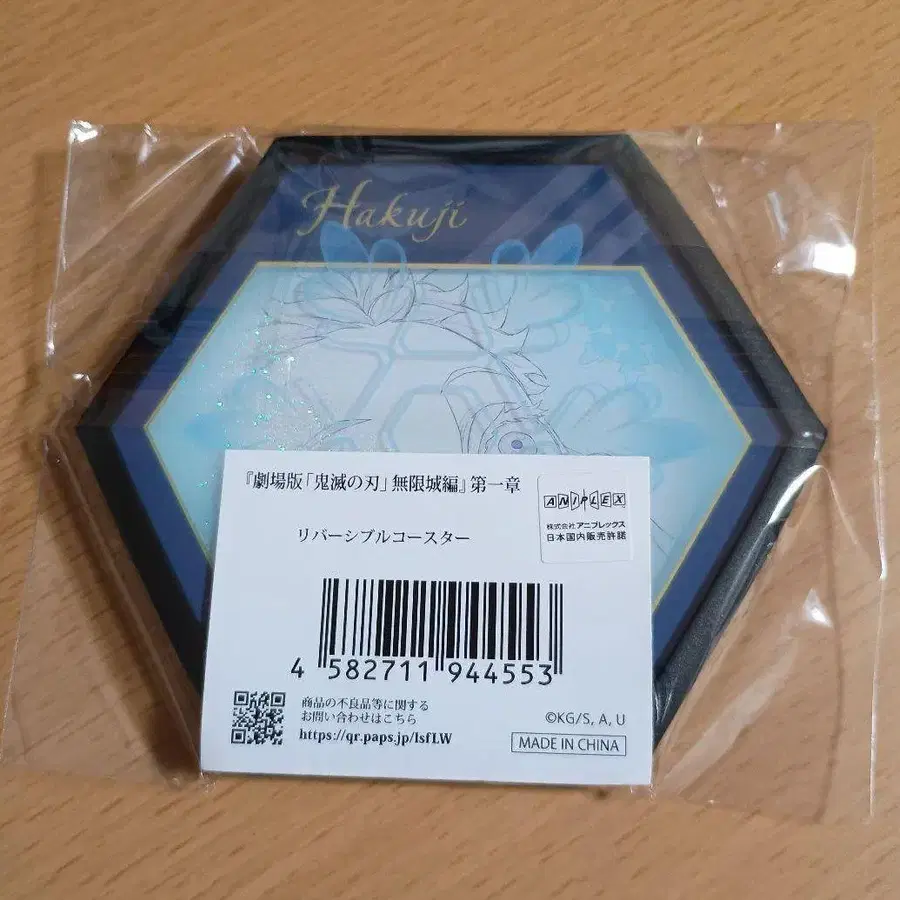 Hakuji
『劇場版「鬼滅の刃」無限城編』第一章
リバーシブルコースター
ANIPLEX
株式会社アニプレックス
日本国内販売許諾
4 582711 944553
商品の不良品等に関する
お問い合わせはこちら
https://qr.paps.jp/lsfLW
©KG/S, A, U
MADE IN CHINA